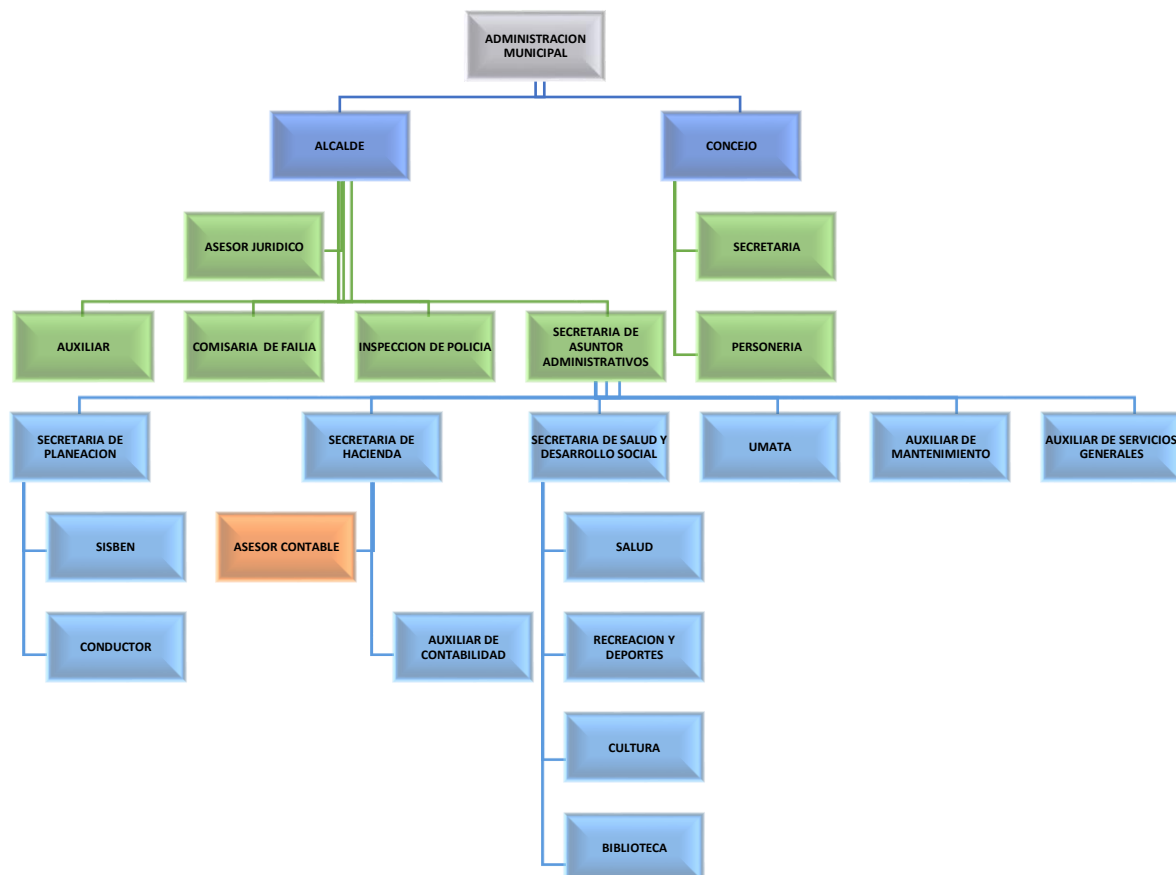 ADMINISTRACION
MUNICIPAL
ALCALDE
CONCEJO
ASESOR JURIDICO
SECRETARIA
AUXILIAR
COMISARIA DE FAILIA
INSPECCION DE POLICIA
SECRETARIA DE
ASUNTOR
ADMINISTRATIVOS
PERSONERIA
SECRETARIA DE
PLANEACION
SECRETARIA DE
HACIENDA
SECRETARIA DE SALUD Y
DESARROLLO SOCIAL
UMATA
AUXILIAR DE
MANTENIMIENTO
AUXILIAR DE SERVICIOS
GENERALES
SISBEN
ASESOR CONTABLE
SALUD
CONDUCTOR
AUXILIAR DE
CONTABILIDAD
RECREACION Y
DEPORTES
CULTURA
BIBLIOTECA